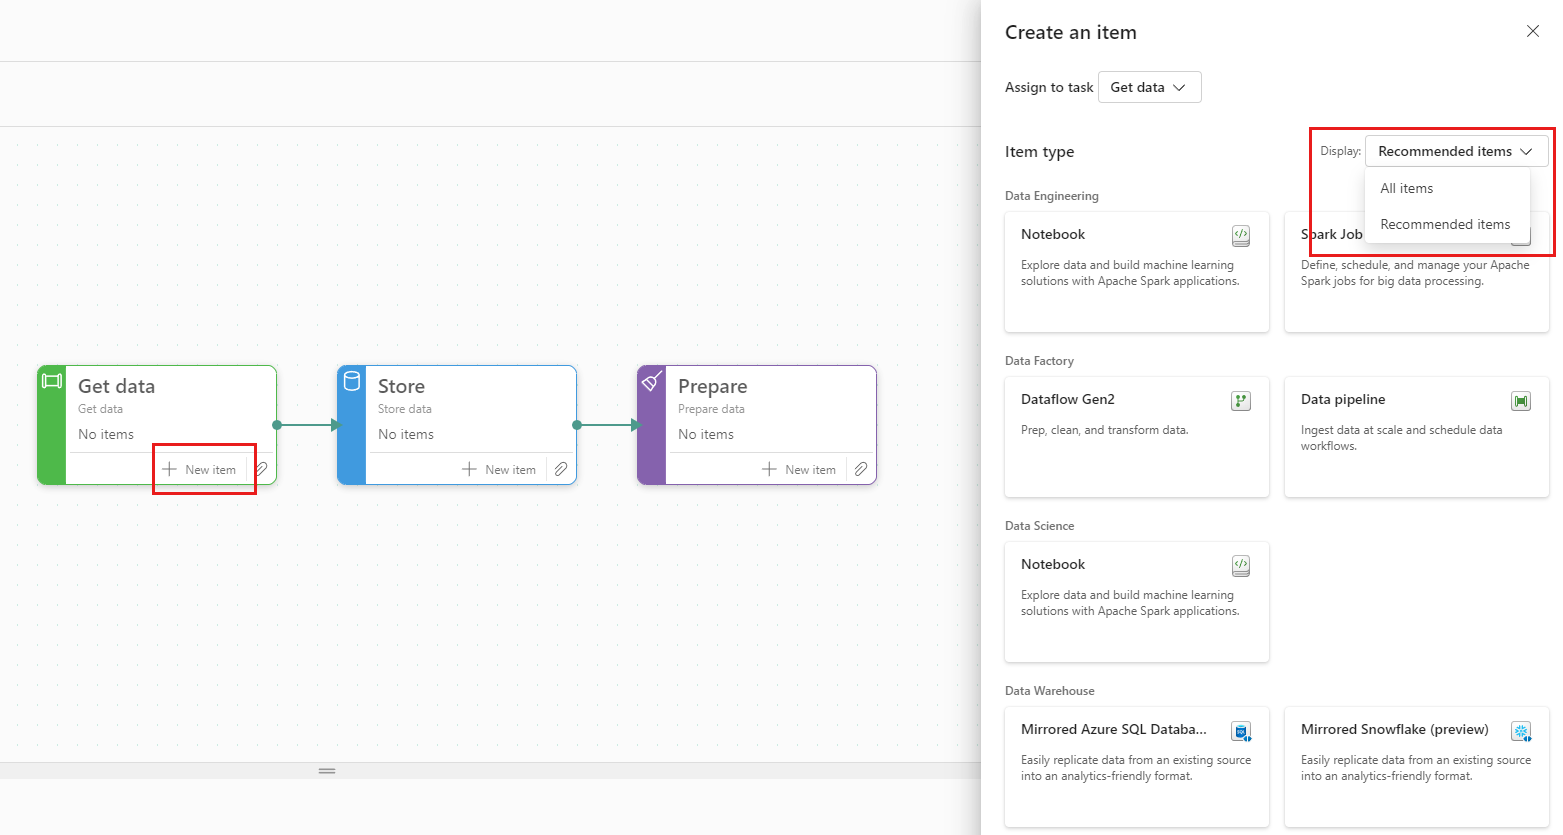 Get data
Get data
No items
New item
Store
Store data
No items
New item
Prepare
Prepare data
No items
New item
Create an item
Assign to task
Get data
Item type
Display:
Recommended items
All items
Recommended items
Data Engineering
Notebook
Explore data and build machine learning
solutions with Apache Spark applications.
Spark Job
Define, schedule, and manage your Apache
Spark jobs for big data processing.
Data Factory
Dataflow Gen2
Prep, clean, and transform data.
Data pipeline
Ingest data at scale and schedule data
workflows.
Data Science
Notebook
Explore data and build machine learning
solutions with Apache Spark applications.
Data Warehouse
Mirrored Azure SQL Databa...
Easily replicate data from an existing source
into an analytics-friendly format.
Mirrored Snowflake (preview)
Easily replicate data from an existing source
into an analytics-friendly format.